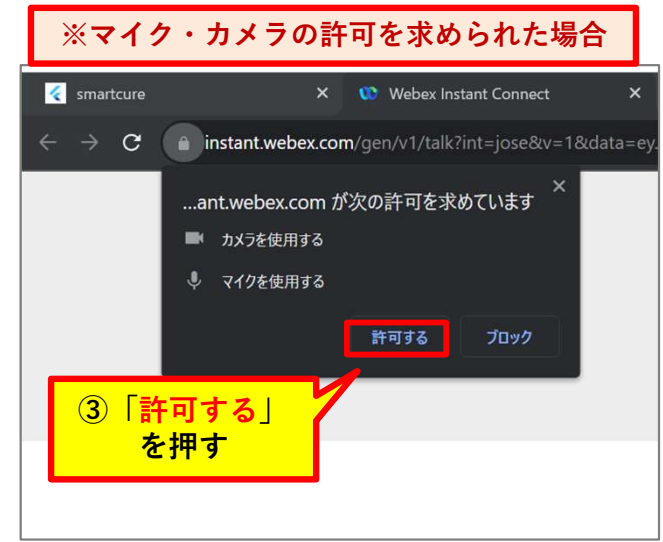 ※マイク・カメラの許可を求められた場合
smartcure
Webex Instant Connect
instant.webex.com/gen/v1/talk?int=jose&v=1&data=ey.
...ant.webex.com が次の許可を求めています
カメラを使用する
マイクを使用する
許可する ブロック
③「許可する」
を押す